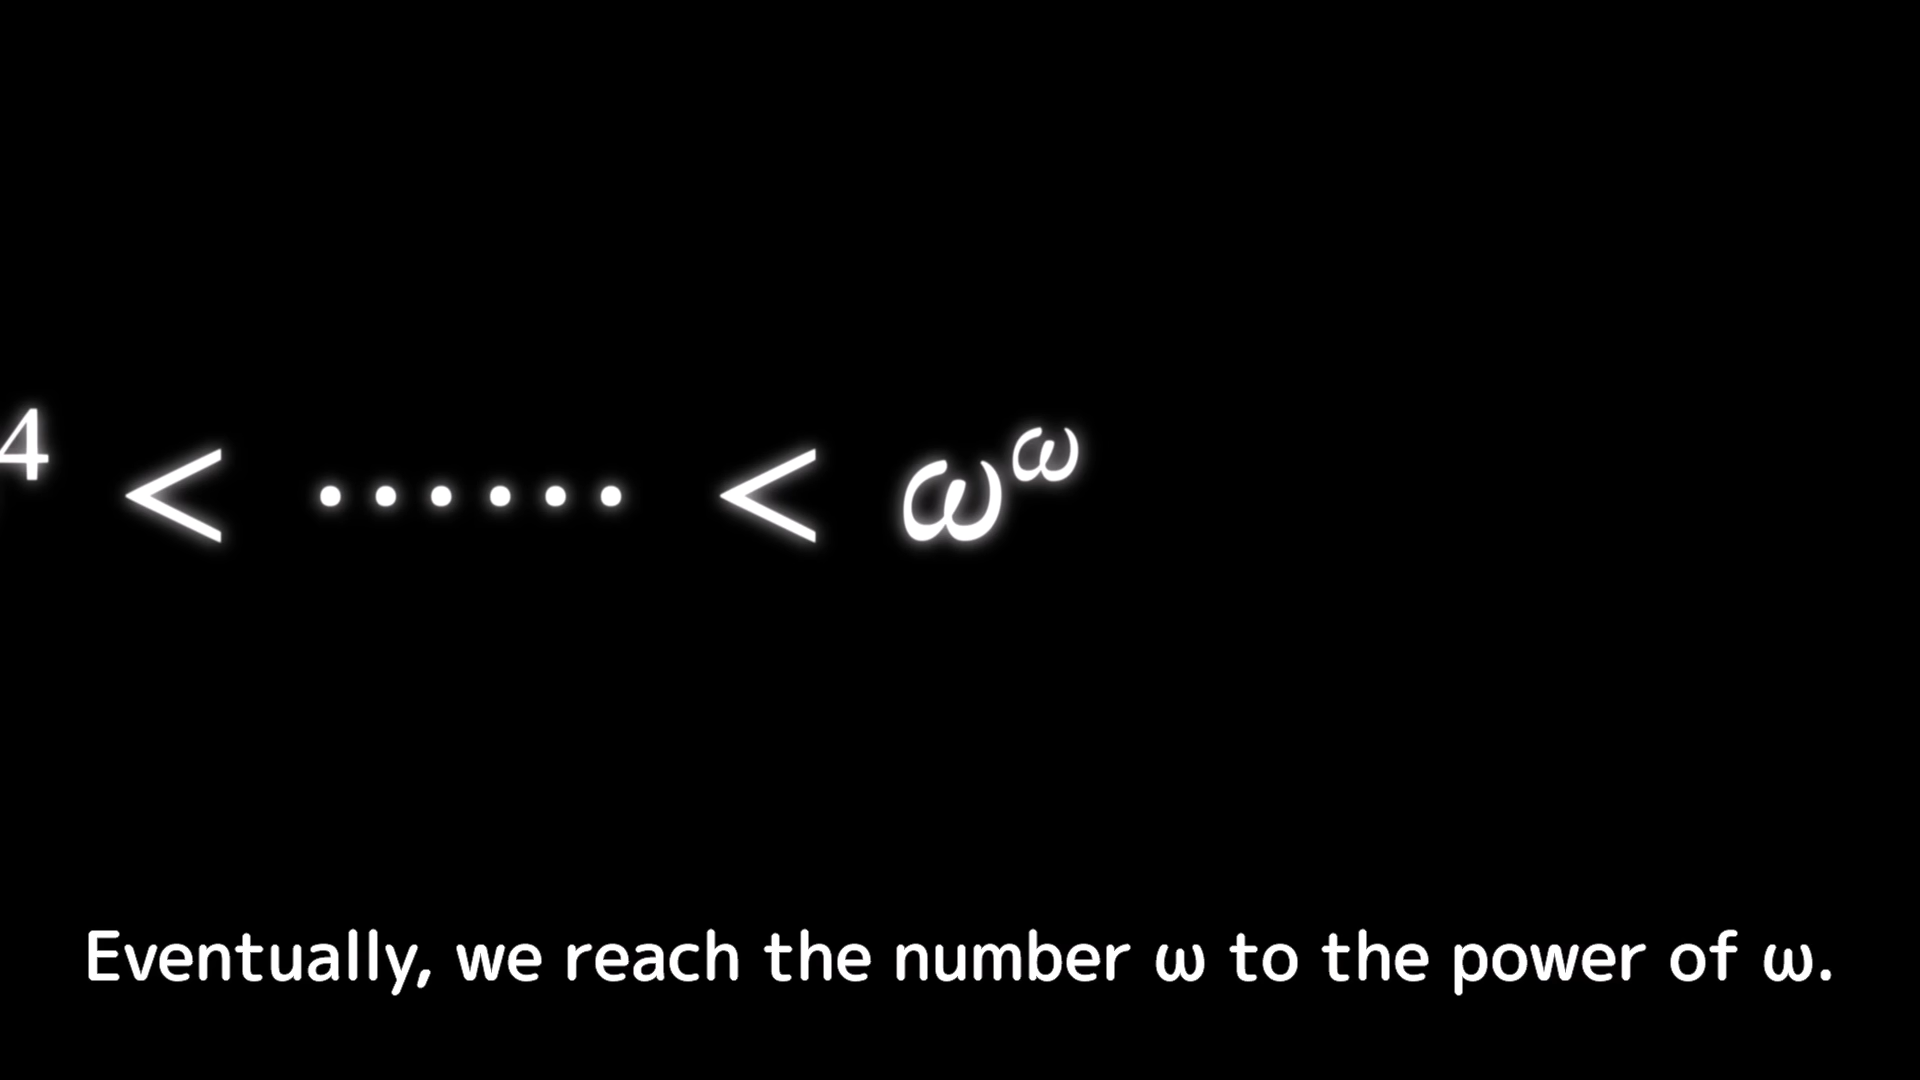 ⁴ < ······ < ω^ω
Eventually, we reach the number ω to the power of ω.